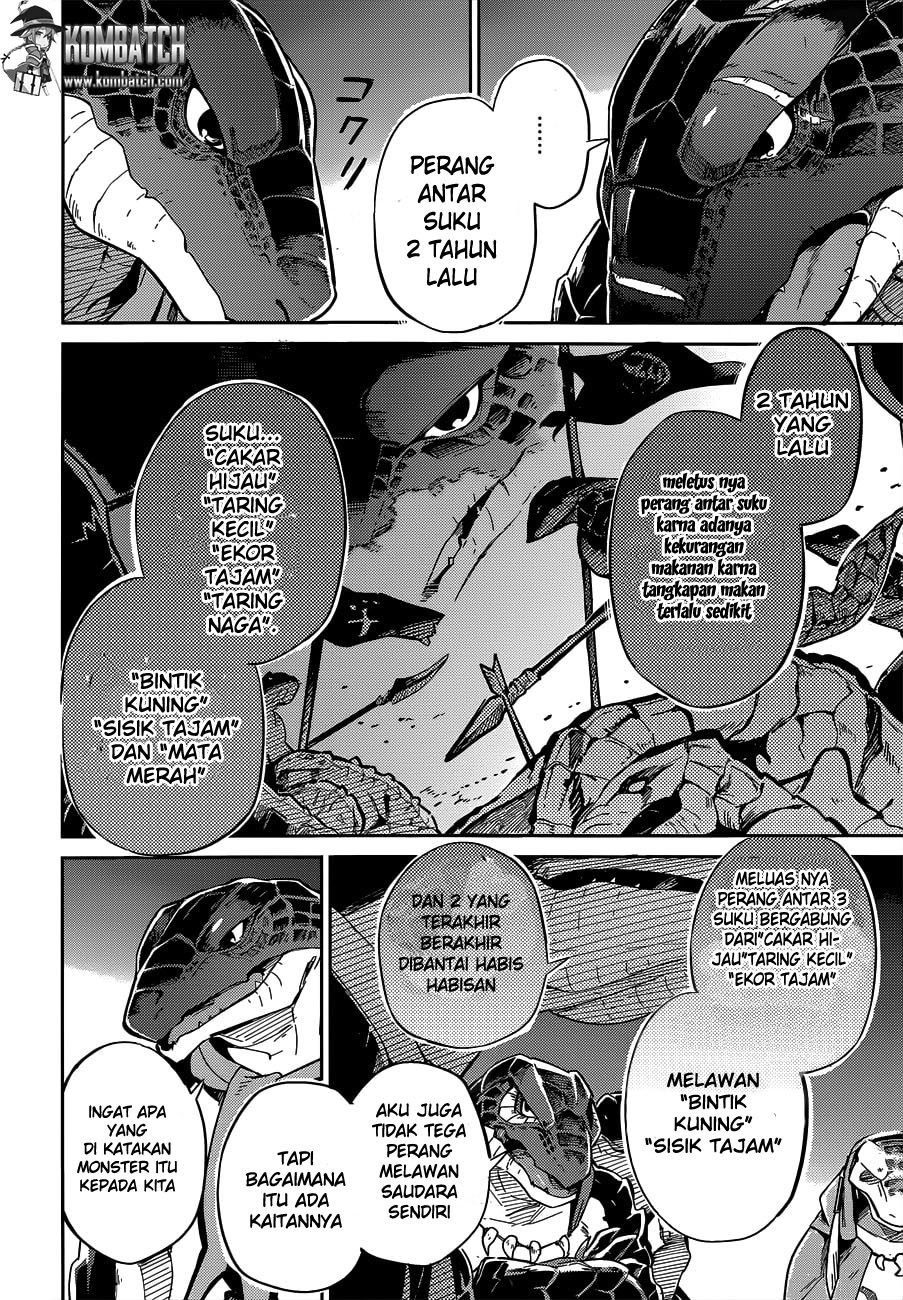 KOMBATCH
www.kombatch.com
コクリ
........
PERANG
ANTAR
SUKU
2 TAHUN
LALU
2 TAHUN
YANG
LALU
meletus nya
perang antar suku
karna adanya
kekurangan
makanan karna
tangkapan makan
terlalu sedikit.
SUKU...
"CAKAR
HIJAU"
"TARING
KECIL"
"EKOR
TAJAM"
"TARING
NAGA".
"BINTIK
KUNING"
"SISIK TAJAM"
DAN "MATA
MERAH"
MELUAS NYA
PERANG ANTAR 3
SUKU BERGABUNG
DARI"CAKAR HI-
JAU"TARING KECIL"
"EKOR TAJAM"
MELAWAN
"BINTIK
KUNING"
"SISIK TAJAM"
DAN 2 YANG
TERAKHIR
BERAKHIR
DIBANTAI HABIS
HABISAN
AKU JUGA
TIDAK TEGA
PERANG
MELAWAN
SAUDARA
SENDIRI
TAPI
BAGAIMANA
ITU ADA
KAITANNYA
INGAT APA
YANG
DI KATAKAN
MONSTER ITU
KEPADA KITA